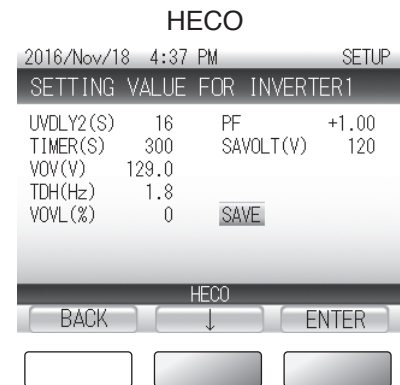 HECO
2016/Nov/18 4:37 PM SETUP
SETTING VALUE FOR INVERTER1
UVDLY2(S) 16 PF +1.00
TIMER(S) 300 SAVOLT(V) 120
VOV(V) 129.0
TDH(Hz) 1.8
VOVL(%) 0 SAVE
HECO
BACK ↓ ENTER